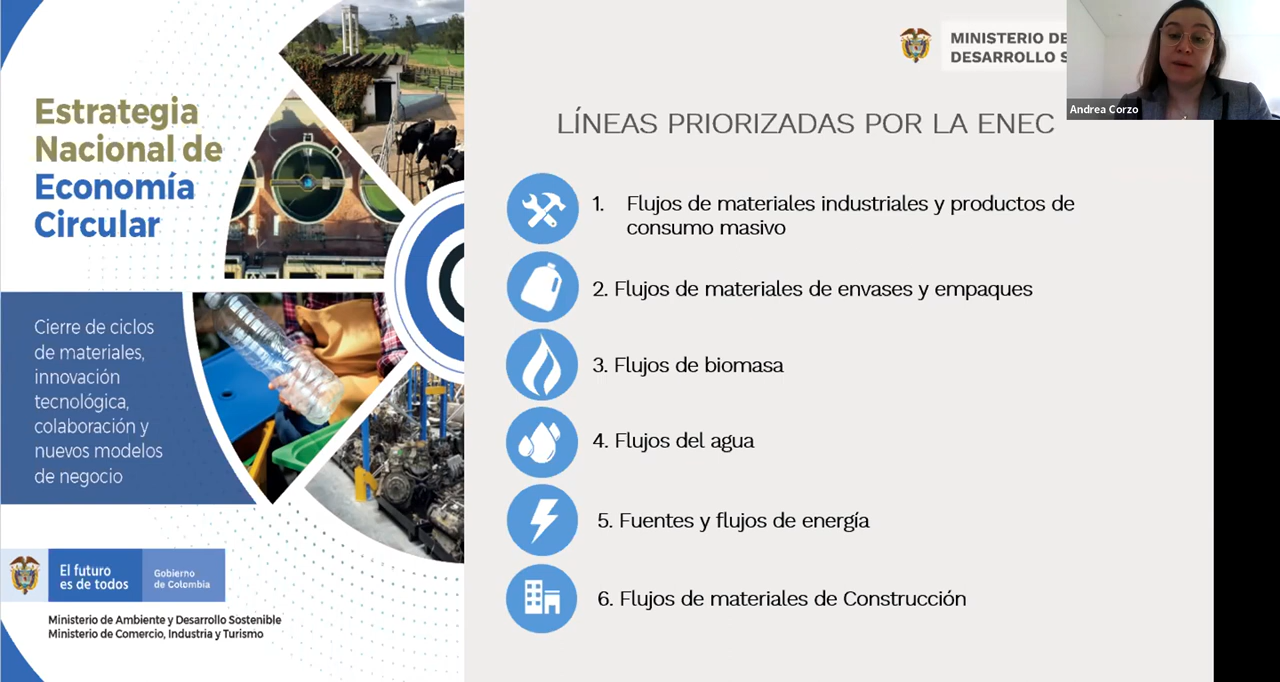 Estrategia
Nacional de
Economía
Circular
Cierre de ciclos
de materiales,
innovación
tecnológica,
colaboración y
nuevos modelos
de negocio
El futuro
es de todos
Gobierno
de Colombia
Ministerio de Ambiente y Desarrollo Sostenible
Ministerio de Comercio, Industria y Turismo
MINISTERIO DE
DESARROLLO S
Andrea Corzo
LÍNEAS PRIORIZADAS POR LA ENEC
1. Flujos de materiales industriales y productos de
consumo masivo
2. Flujos de materiales de envases y empaques
3. Flujos de biomasa
4. Flujos del agua
5. Fuentes y flujos de energía
6. Flujos de materiales de Construcción